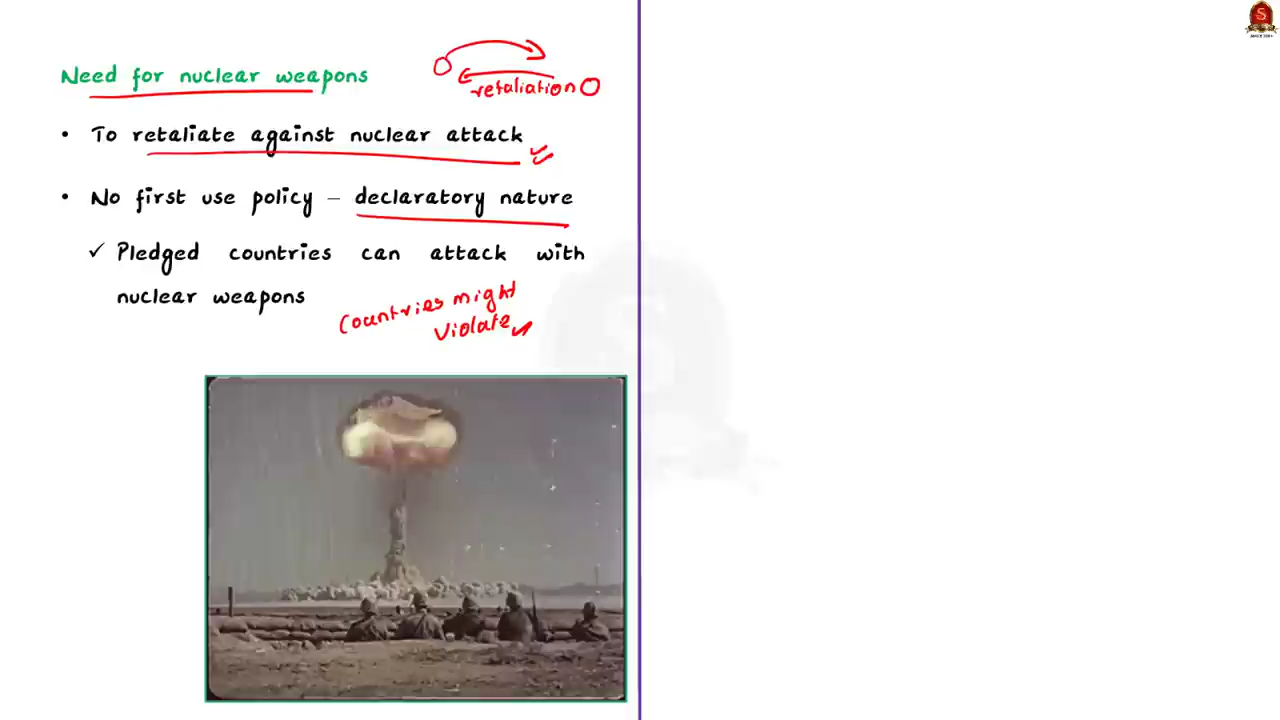 Need for nuclear weapons
retaliation
• To retaliate against nuclear attack
• No first use policy – declaratory nature
✓ Pledged countries can attack with
nuclear weapons
Countries might
violate
S